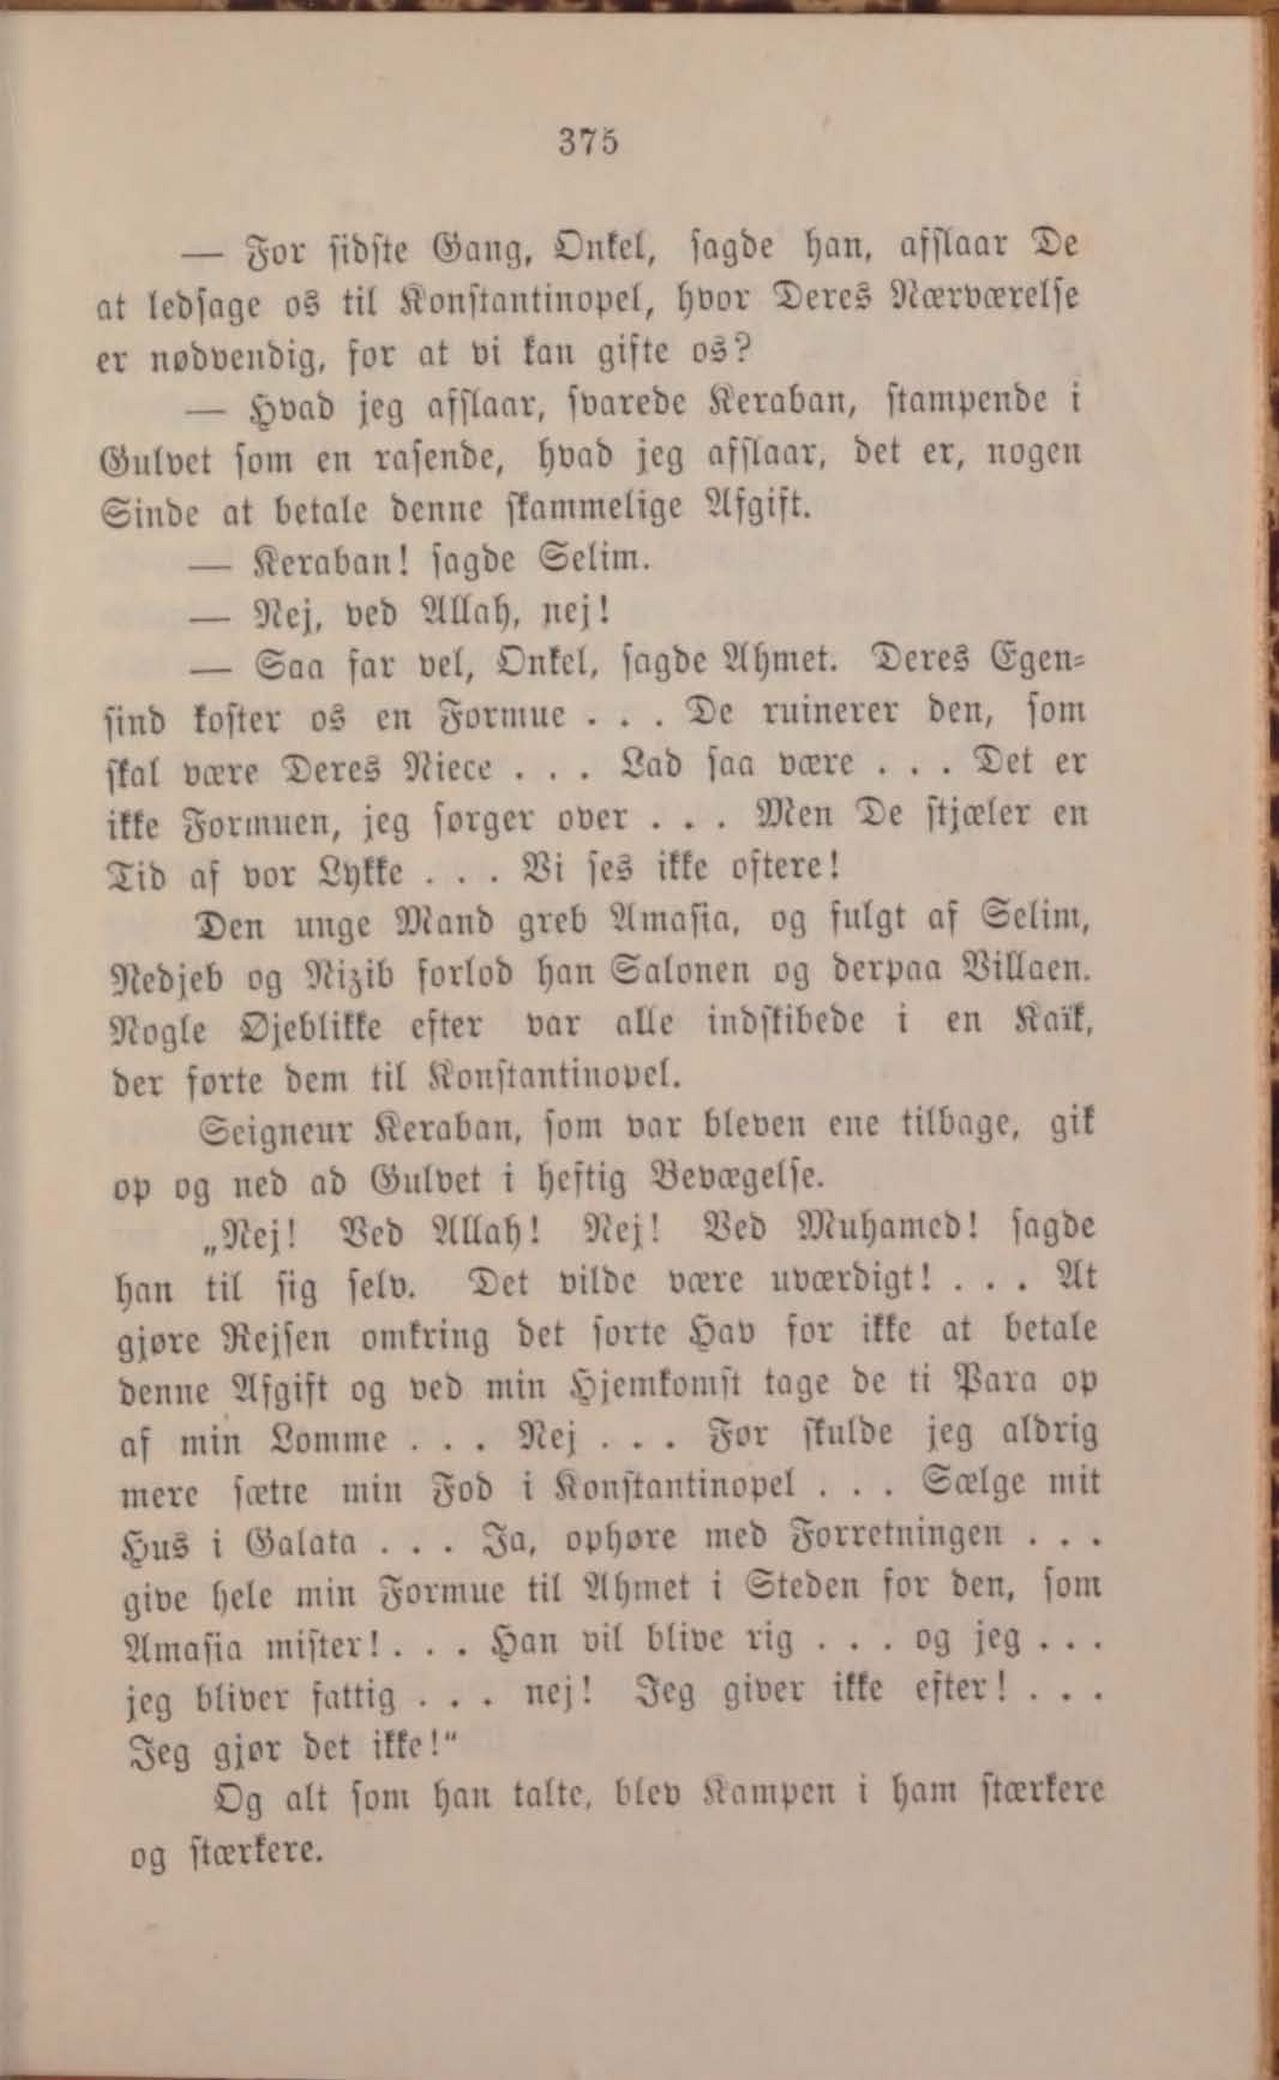 375
— For sidste Gang, Onkel, sagde han, afslaar De
at ledsage os til Konstantinopel, hvor Deres Nærværelse
er nødvendig, for at vi kan gifte os?
— Hvad jeg afslaar, svarede Keraban, stampende i
Gulvet som en rasende, hvad jeg afslaar, det er, nogen
Sinde at betale denne skammelige Afgift.
— Keraban! sagde Selim.
— Nej, ved Allah, nej!
— Saa far vel, Onkel, sagde Ahmet. Deres Egen-
sind koster os en Formue . . . De ruinerer den, som
skal være Deres Niece . . . Lad saa være . . . Det er
ikke Formuen, jeg sørger over . . . Men De stjæler en
Tid af vor Lykke . . . Vi ses ikke oftere!
Den unge Mand greb Amasia, og fulgt af Selim,
Nedjeb og Nizib forlod han Salonen og derpaa Villaen.
Nogle Øjeblikke efter var alle indskibede i en Kaïk,
der førte dem til Konstantinopel.
Seigneur Keraban, som var bleven ene tilbage, gik
op og ned ad Gulvet i heftig Bevægelse.
„Nej! Ved Allah! Nej! Ved Muhamed! sagde
han til sig selv. Det vilde være uværdigt! . . . At
gjøre Rejsen omkring det sorte Hav for ikke at betale
denne Afgift og ved min Hjemkomst tage de ti Para op
af min Lomme . . . Nej . . . Før skulde jeg aldrig
mere sætte min Fod i Konstantinopel . . . Sælge mit
Hus i Galata . . . Ja, ophøre med Forretningen . . .
give hele min Formue til Ahmet i Steden for den, som
Amasia mister! . . . Han vil blive rig . . . og jeg . . .
jeg bliver fattig . . . nej! Jeg giver ikke efter! . . .
Jeg gjør det ikke!“
Og alt som han talte, blev Kampen i ham stærkere
og stærkere.